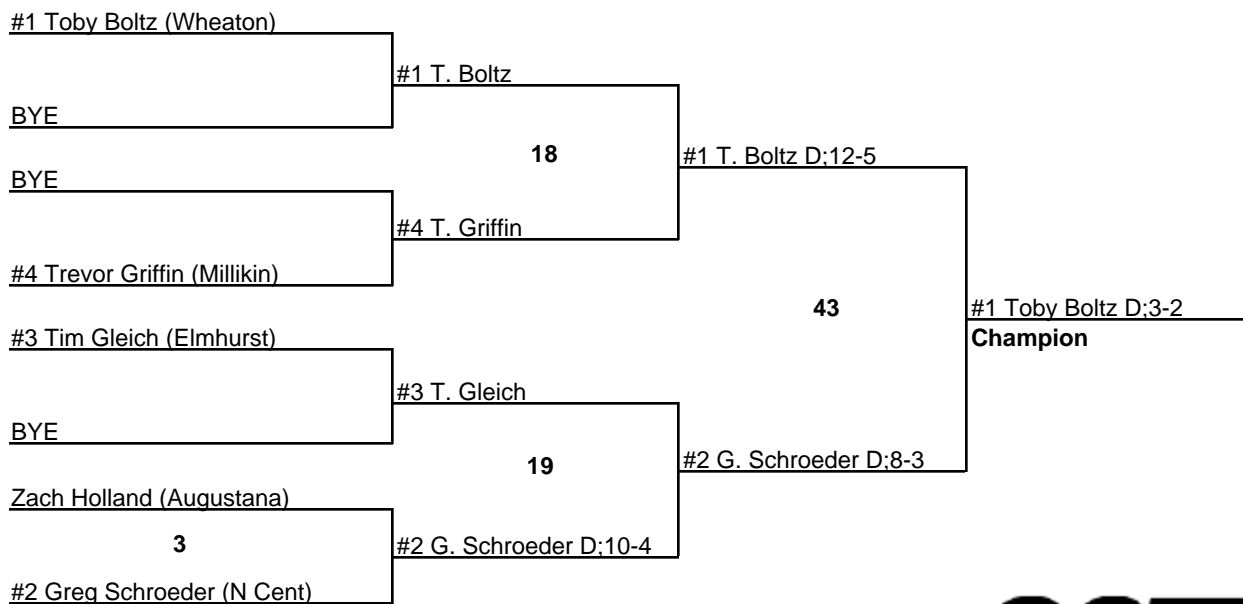 #1 Toby Boltz (Wheaton)
#1 T. Boltz
BYE
18
#1 T. Boltz D;12-5
BYE
#4 T. Griffin
#4 Trevor Griffin (Millikin)
43
#1 Toby Boltz D;3-2
Champion
#3 Tim Gleich (Elmhurst)
#3 T. Gleich
BYE
19
#2 G. Schroeder D;8-3
Zach Holland (Augustana)
3
#2 G. Schroeder D;10-4
#2 Greg Schroeder (N Cent)